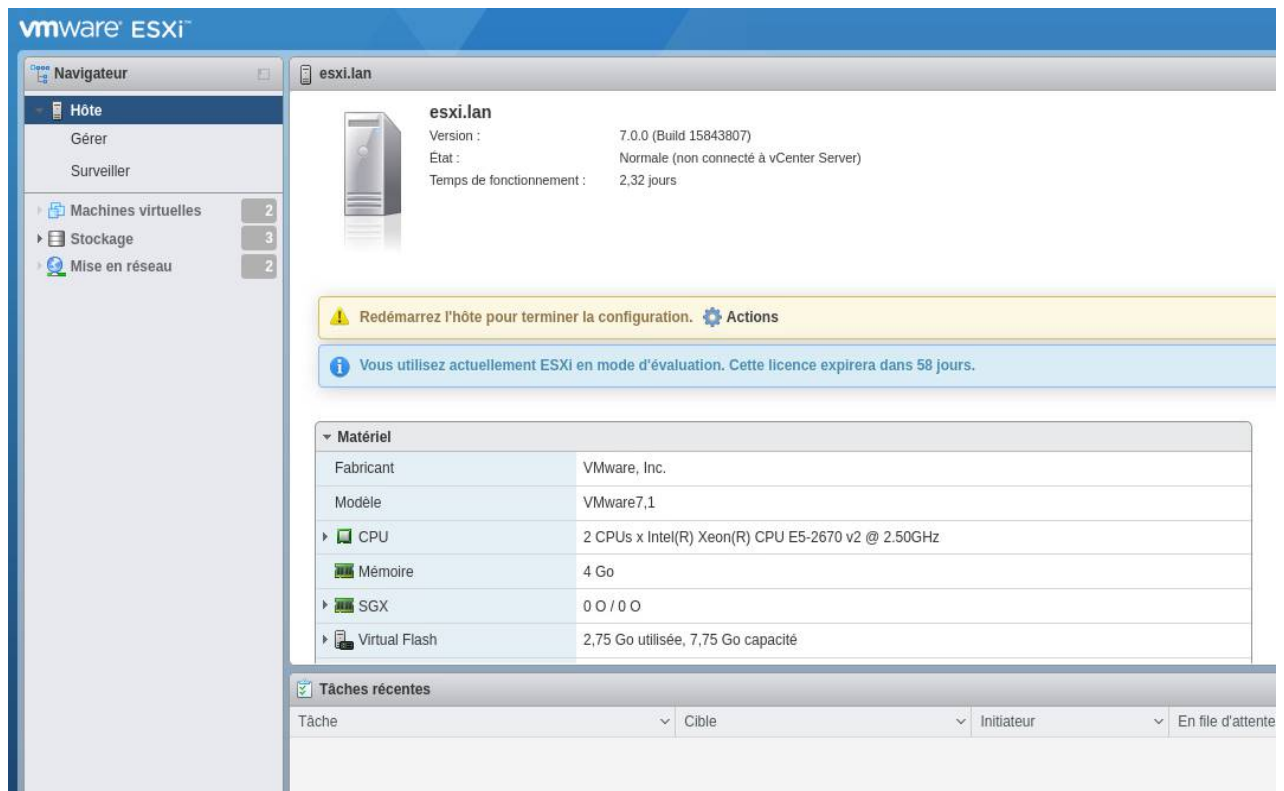 vmware ESXi™
Navigateur
Hôte
Gérer
Surveiller
Machines virtuelles 2
Stockage 3
Mise en réseau 2
esxi.lan
esxi.lan
Version : 7.0.0 (Build 15843807)
État : Normale (non connecté à vCenter Server)
Temps de fonctionnement : 2,32 jours
Redémarrez l'hôte pour terminer la configuration. Actions
Vous utilisez actuellement ESXi en mode d'évaluation. Cette licence expirera dans 58 jours.
Matériel
Fabricant VMware, Inc.
Modèle VMware7,1
CPU 2 CPUs x Intel(R) Xeon(R) CPU E5-2670 v2 @ 2.50GHz
Mémoire 4 Go
SGX 0 O / 0 O
Virtual Flash 2,75 Go utilisée, 7,75 Go capacité
Tâches récentes
Tâche Cible Initiateur En file d'attente